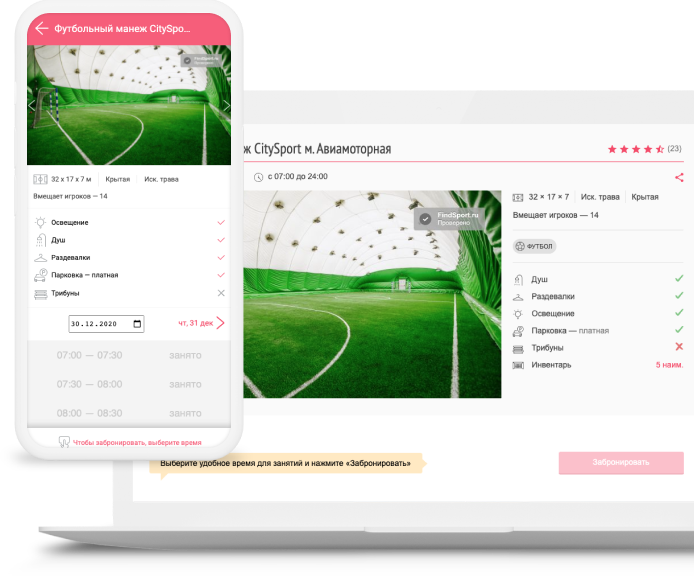 Футбольный манеж CitySpo...
FindSport.ru
Проверено
32 x 17 x 7 м
Крытая
Иск. трава
Вмещает игроков — 14
Освещение
Душ
Раздевалки
Парковка — платная
Трибуны
30.12.2020
чт, 31 дек
07:00 — 07:30 занято
07:30 — 08:00 занято
08:00 — 08:30 занято
Чтобы забронировать, выберите время
ж CitySport м. Авиамоторная
(23)
с 07:00 до 24:00
FindSport.ru
Проверено
32 × 17 × 7
Иск. трава
Крытая
Вмещает игроков — 14
ФУТБОЛ
Душ
Раздевалки
Освещение
Парковка — платная
Трибуны
Инвентарь 5 наим.
Выберите удобное время для занятий и нажмите «Забронировать»
Забронировать